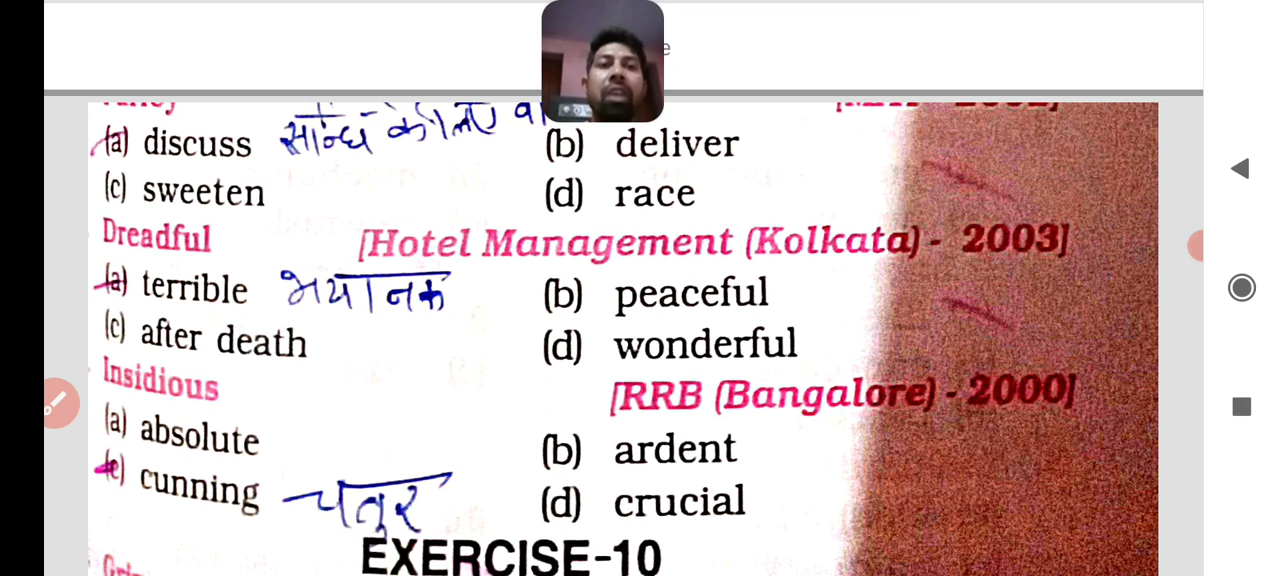 (a) discuss सन्धि के लिए (b) deliver
(c) sweeten (d) race
Dreadful [Hotel Management (Kolkata) - 2003]
(a) terrible भयानक (b) peaceful
(c) after death (d) wonderful
Insidious [RRB (Bangalore) - 2000]
(a) absolute (b) ardent
(c) cunning चतुर (d) crucial
EXERCISE-10